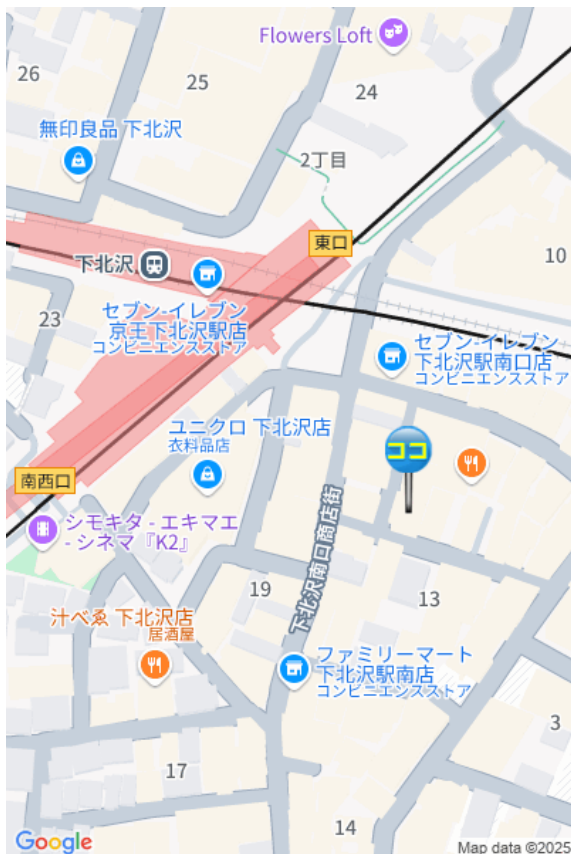 Flowers Loft
26
25
24
無印良品 下北沢
2丁目
東口
10
下北沢
セブン-イレブン
京王下北沢駅店
コンビニエンスストア
23
セブン-イレブン
下北沢駅南口店
コンビニエンスストア
ユニクロ 下北沢店
衣料品店
ココ
南西口
シモキタ - エキマエ
- シネマ『K2』
下北沢南口商店街
19
13
汁べゑ 下北沢店
居酒屋
ファミリーマート
下北沢駅南店
コンビニエンスストア
3
17
14
Google
Map data ©2025